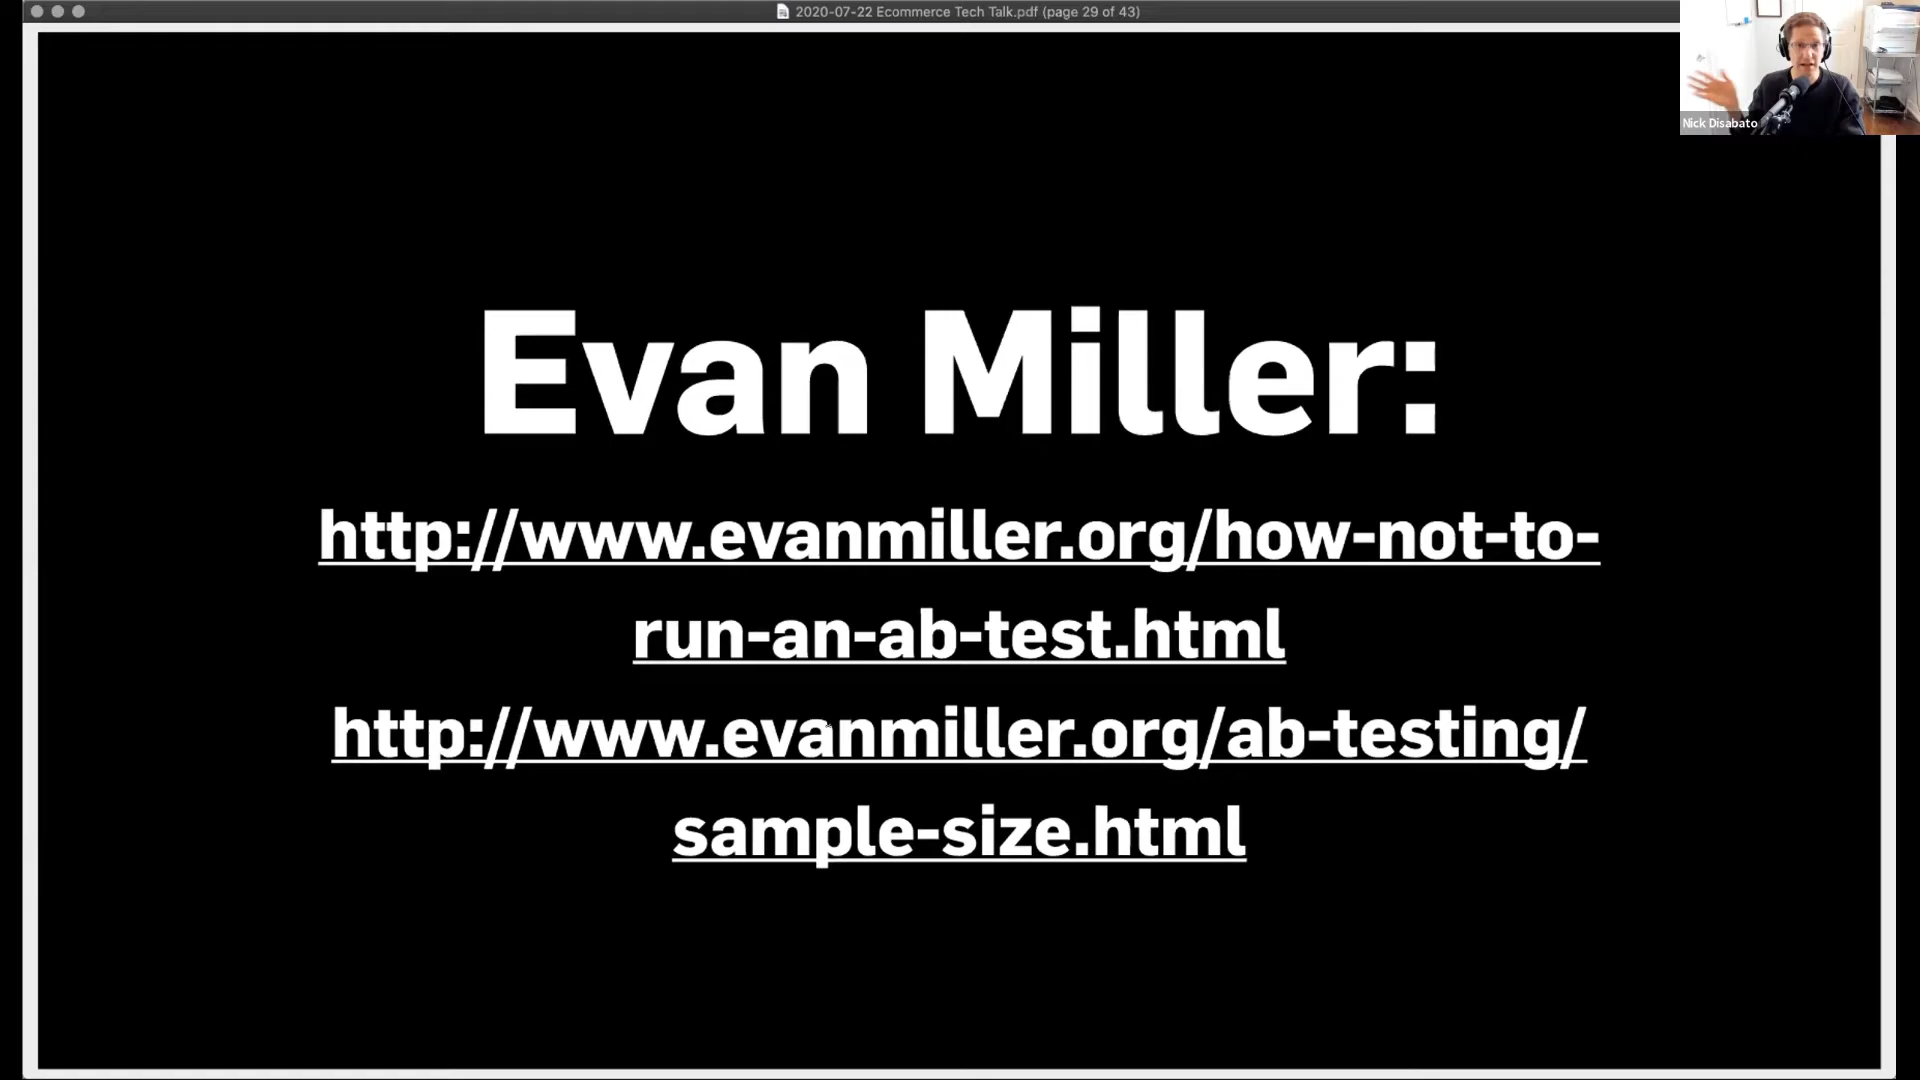 2020-07-22 Ecommerce Tech Talk.pdf (page 29 of 43)
Nick Disabato
Evan Miller:
http://www.evanmiller.org/how-not-to-
run-an-ab-test.html
http://www.evanmiller.org/ab-testing/
sample-size.html